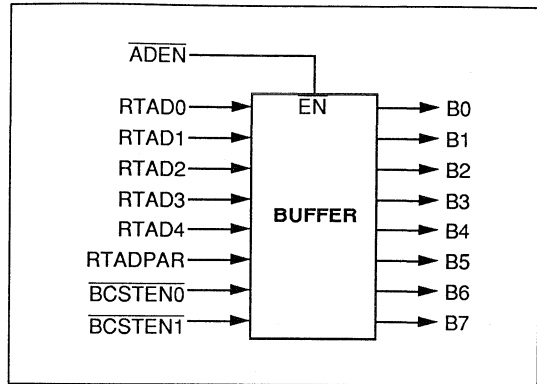 ADEN
EN
RTAD0 B0
RTAD1 B1
RTAD2 B2
RTAD3 B3
BUFFER
RTAD4 B4
RTADPAR B5
BCSTEN0 B6
BCSTEN1 B7